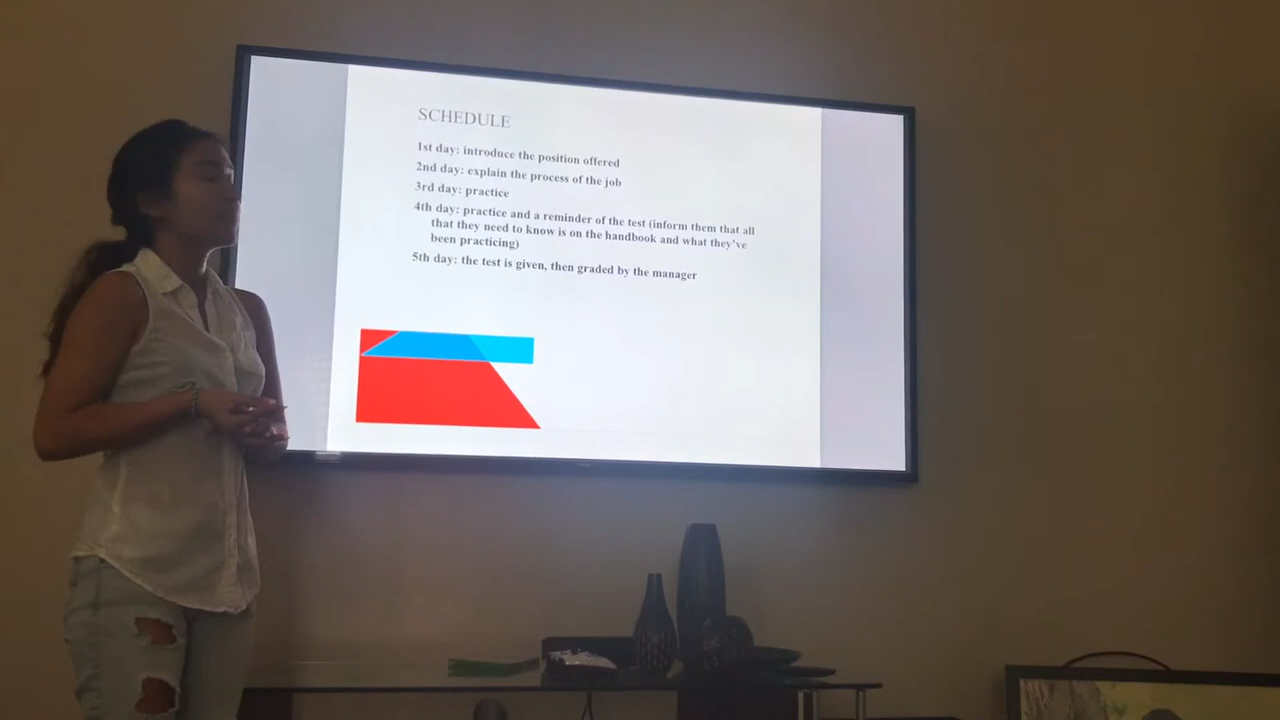 SCHEDULE
1st day: introduce the position offered
2nd day: explain the process of the job
3rd day: practice
4th day: practice and a reminder of the test (inform them that all
that they need to know is on the handbook and what they've
been practicing)
5th day: the test is given, then graded by the manager